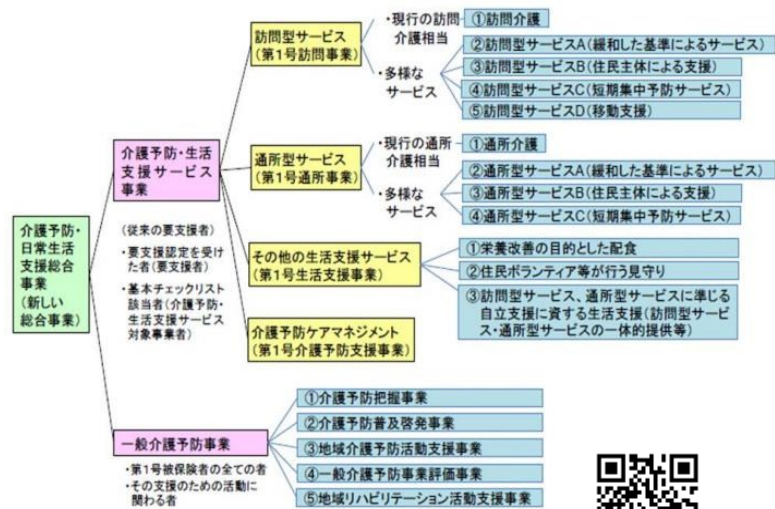 介護予防・
日常生活
支援総合
事業
(新しい
総合事業)
介護予防・生活
支援サービス
事業
(従来の要支援者)
・要支援認定を受け
た者(要支援者)
・基本チェックリスト
該当者(介護予防・
生活支援サービス
対象事業者)
訪問型サービス
(第1号訪問事業)
・現行の訪問
介護相当
①訪問介護
・多様な
サービス
②訪問型サービスA(緩和した基準によるサービス)
③訪問型サービスB(住民主体による支援)
④訪問型サービスC(短期集中予防サービス)
⑤訪問型サービスD(移動支援)
通所型サービス
(第1号通所事業)
・現行の通所
介護相当
①通所介護
・多様な
サービス
②通所型サービスA(緩和した基準によるサービス)
③通所型サービスB(住民主体による支援)
④通所型サービスC(短期集中予防サービス)
その他の生活支援サービス
(第1号生活支援事業)
①栄養改善の目的とした配食
②住民ボランティア等が行う見守り
③訪問型サービス、通所型サービスに準じる
自立支援に資する生活支援(訪問型サービ
ス・通所型サービスの一体的提供等)
介護予防ケアマネジメント
(第1号介護予防支援事業)
一般介護予防事業
・第1号被保険者の全ての者
・その支援のための活動に
関わる者
①介護予防把握事業
②介護予防普及啓発事業
③地域介護予防活動支援事業
④一般介護予防事業評価事業
⑤地域リハビリテーション活動支援事業